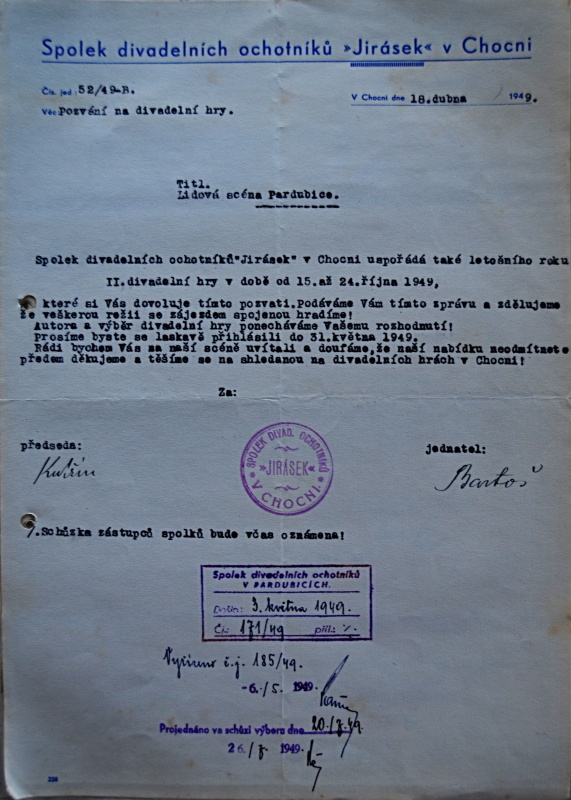 Spolek divadelních ochotníků »Jirásek« v Chocni
Čís. jed.: 52/49-B.
V Chocni dne 18.dubna 1949.
Věc: Pozvání na divadelní hry.
Titl.
Lidová scéna Pardubice.
Spolek divadelních ochotníků"Jirásek" v Chocni uspořádá také letošního roku
II.divadelní hry v době od 15.až 24.října 1949,
které si Vás dovoluje tímto pozvati.Podáváme Vám tímto zprávu a zdělujeme
že veškerou režii se zájezdem spojenou hradíme!
Autora a výběr divadelní hry ponecháváme Vašemu rozhodnutí!
Prosíme byste se laskavě přihlásili do 31.května 1949.
Rádi bychom Vás na naší scéně uvítali a doufáme,že naší nabídku neodmítnete
předem děkujeme a těšíme se na shledanou na divadelních hrách v Chocni!
Za:
předseda:
jednatel:
Bartoš
SPOLEK DIVAD. OCHOTNÍKŮ
»JIRÁSEK«
V CHOCNI.
.Schůzka zástupců spolků bude včas oznámena!
Spolek divadelních ochotníků
V PARDUBICÍCH.
Došlo: 3. května 1949.
Čís. 171/49 příl.: %.
Vyřízeno č.j. 185/49.
-6./5. 1949.
Projednáno ve schůzi výboru dne 20./5.49.
26./5. 1949.
238